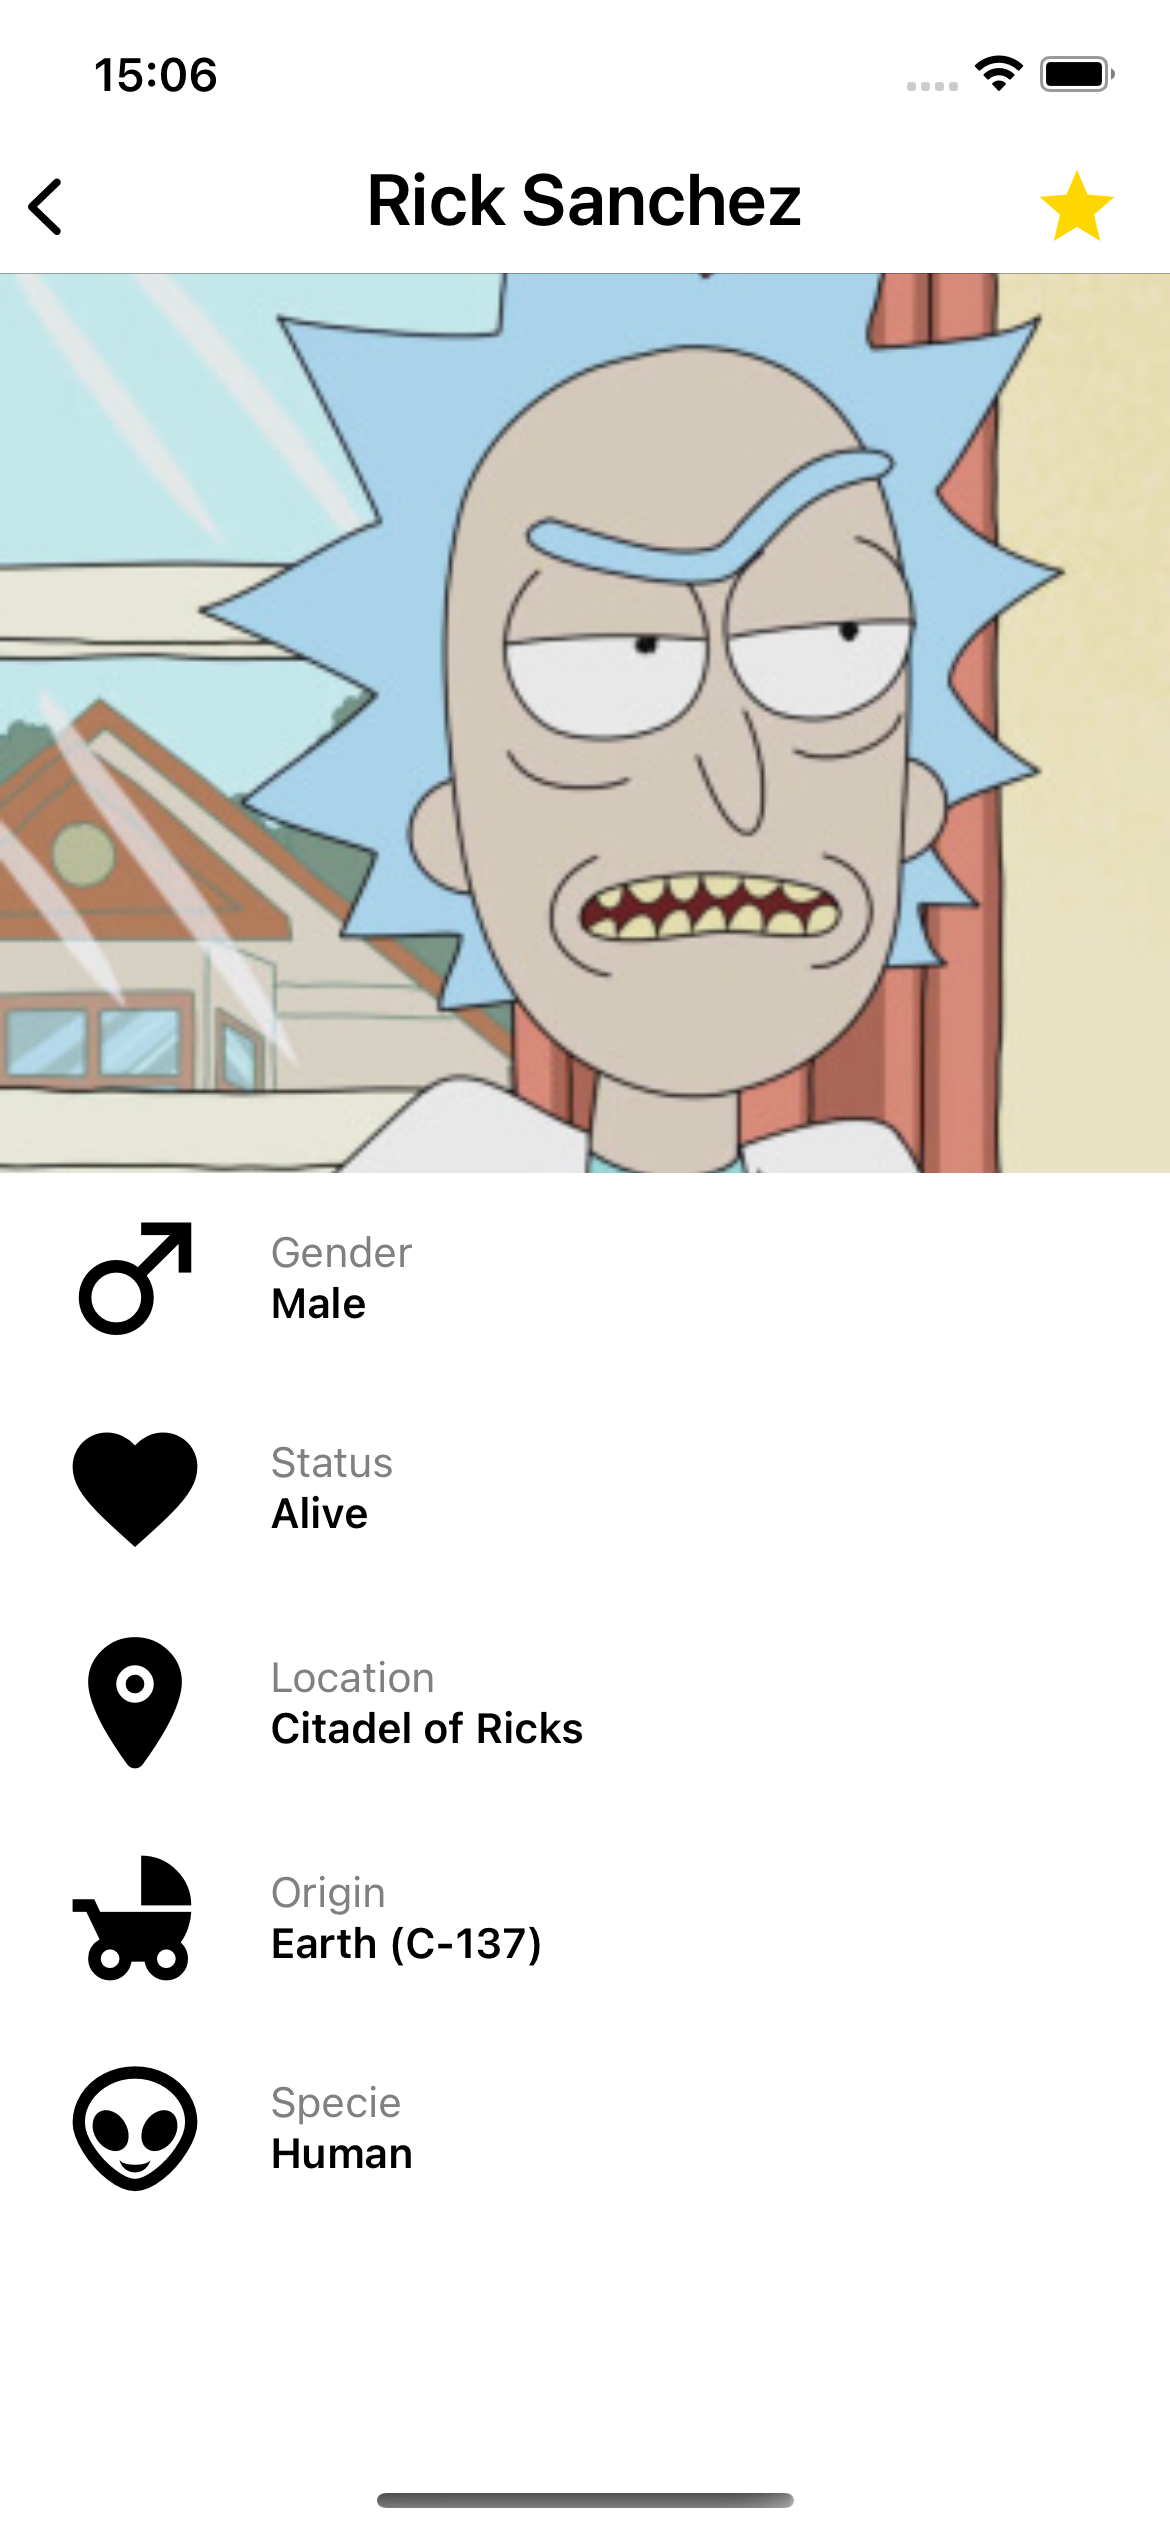 15:06
Rick Sanchez
Gender
Male
Status
Alive
Location
Citadel of Ricks
Origin
Earth (C-137)
Specie
Human